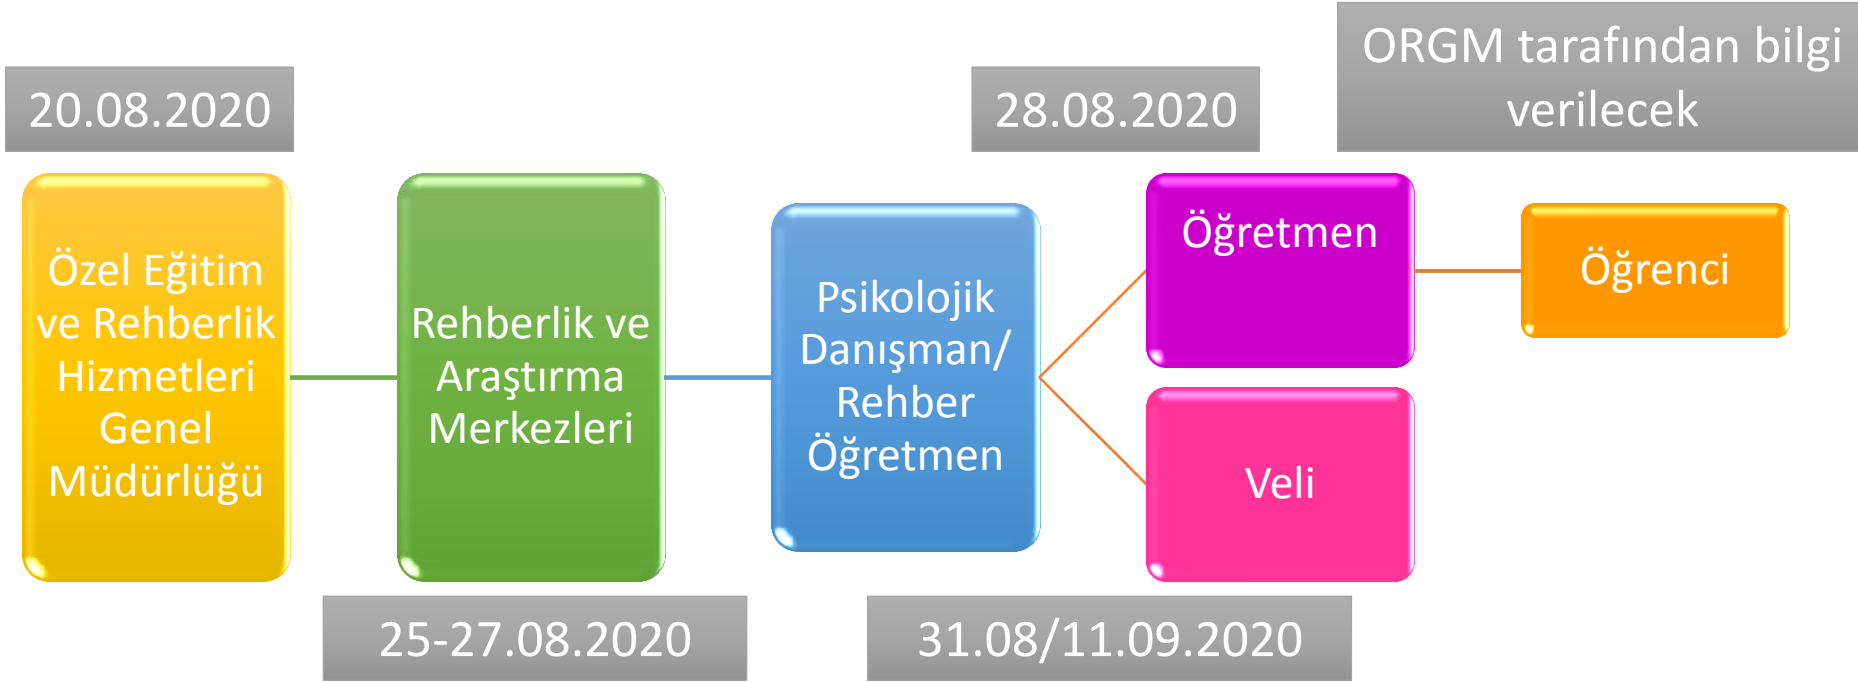 20.08.2020
Özel Eğitim
ve Rehberlik
Hizmetleri
Genel
Müdürlüğü
Rehberlik ve
Araştırma
Merkezleri
25-27.08.2020
Psikolojik
Danışman/
Rehber
Öğretmen
28.08.2020
Öğretmen
Veli
31.08/11.09.2020
ORGM tarafından bilgi
verilecek
Öğrenci